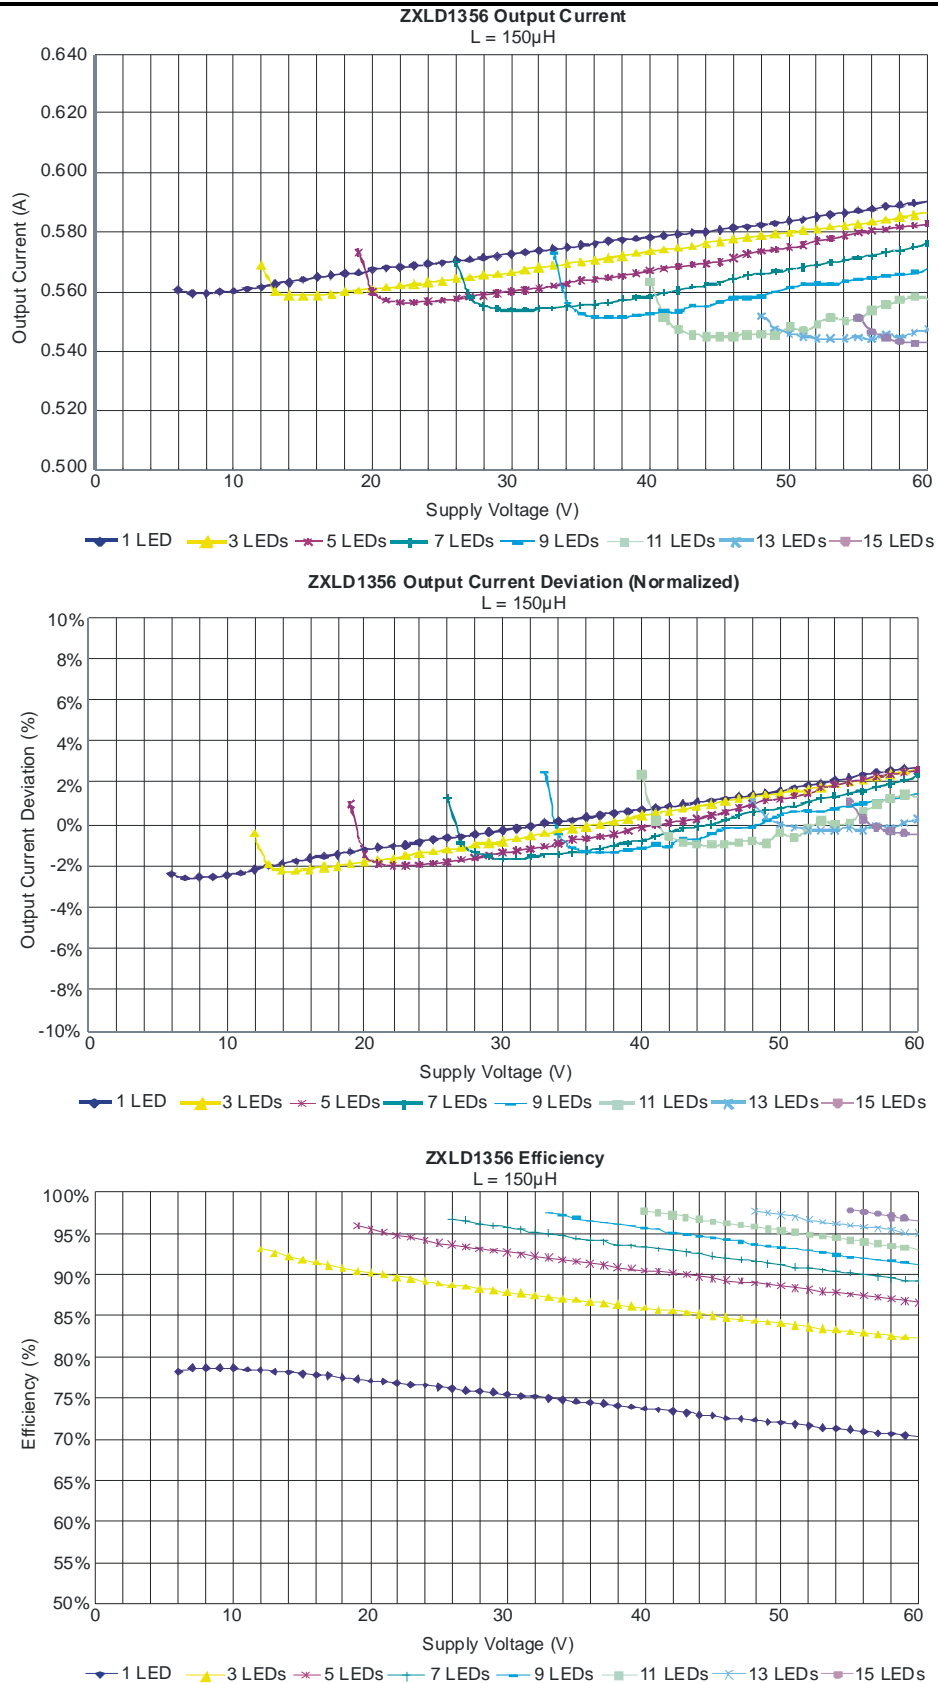 ZXLD1356 Output Current
L = 150µH
0.640
0.620
0.600
0.580
0.560
0.540
0.520
0.500
Output Current (A)
0 10 20 30 40 50 60
Supply Voltage (V)
1 LED 3 LEDs 5 LEDs 7 LEDs 9 LEDs 11 LEDs 13 LEDs 15 LEDs
ZXLD1356 Output Current Deviation (Normalized)
L = 150µH
10%
8%
6%
4%
2%
0%
-2%
-4%
-6%
-8%
-10%
Output Current Deviation (%)
0 10 20 30 40 50 60
Supply Voltage (V)
1 LED 3 LEDs 5 LEDs 7 LEDs 9 LEDs 11 LEDs 13 LEDs 15 LEDs
ZXLD1356 Efficiency
L = 150µH
100%
95%
90%
85%
80%
75%
70%
65%
60%
55%
50%
Efficiency (%)
0 10 20 30 40 50 60
Supply Voltage (V)
1 LED 3 LEDs 5 LEDs 7 LEDs 9 LEDs 11 LEDs 13 LEDs 15 LEDs